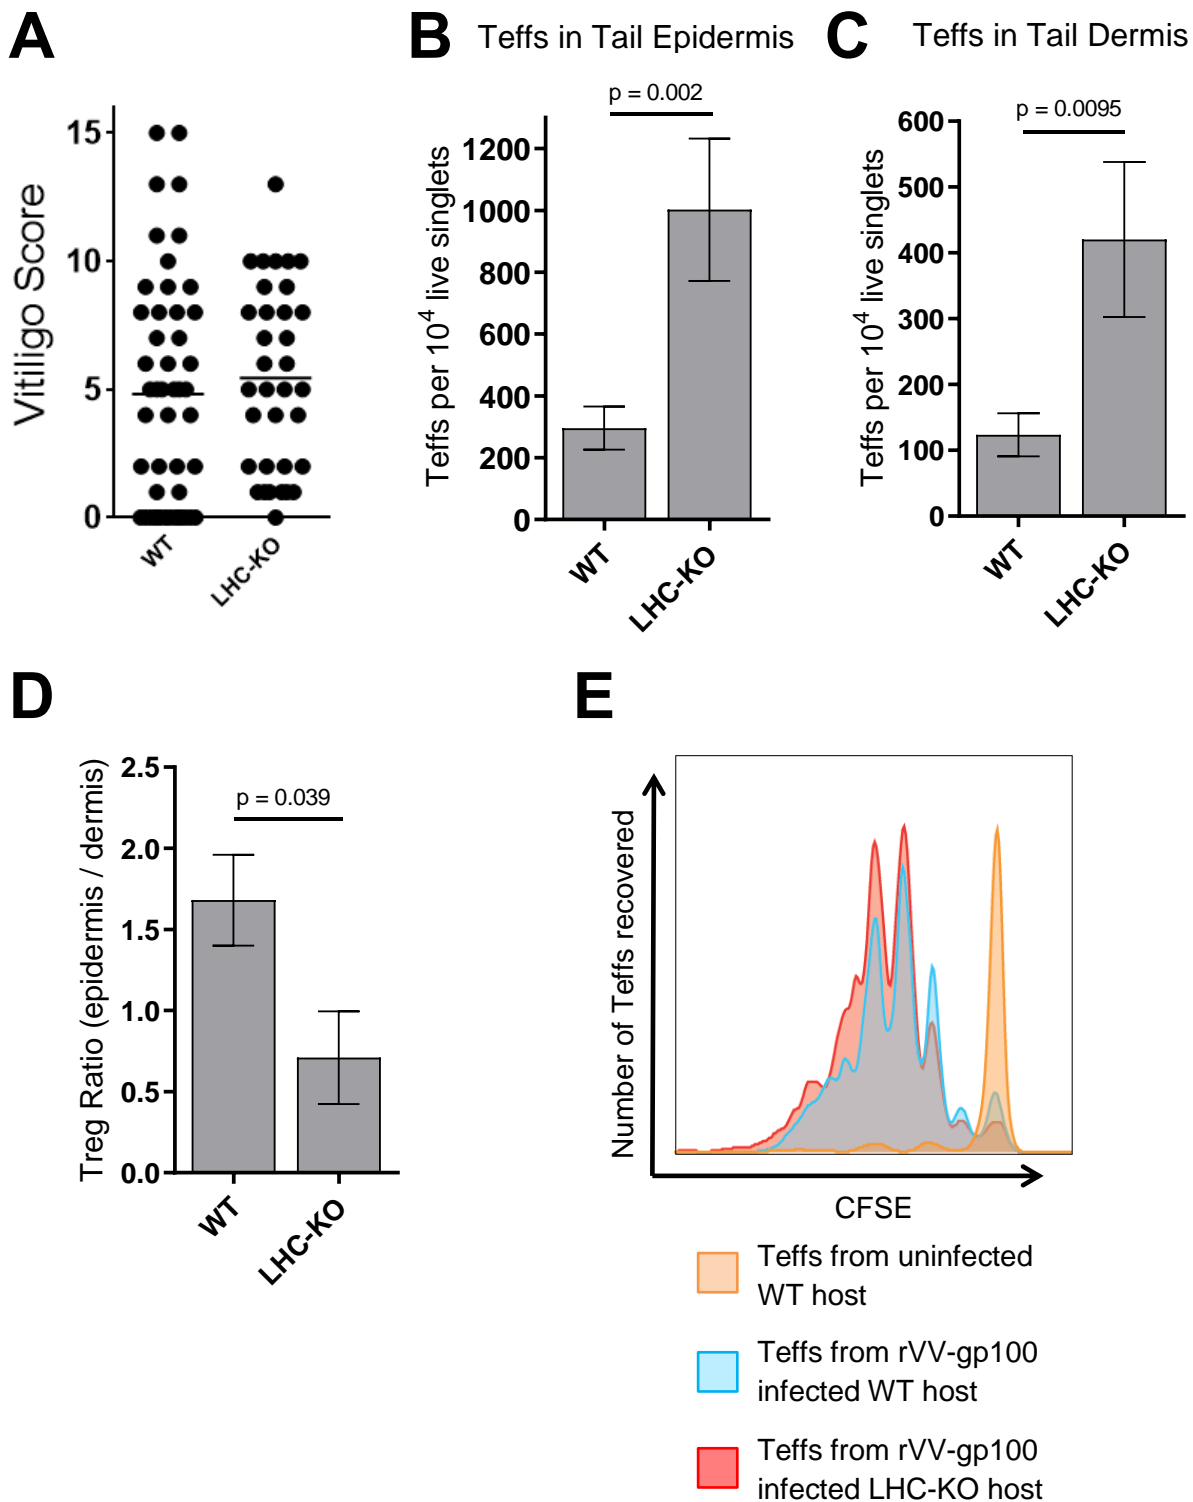 A
Vitiligo Score
15
10
5
0
WT
LHC-KO
B
Teffs in Tail Epidermis
p = 0.002
Teffs per 10^4 live singlets
1200
1000
800
600
400
200
0
WT
LHC-KO
C
Teffs in Tail Dermis
p = 0.0095
Teffs per 10^4 live singlets
600
500
400
300
200
100
0
WT
LHC-KO
D
p = 0.039
Treg Ratio (epidermis / dermis)
2.5
2.0
1.5
1.0
0.5
0.0
WT
LHC-KO
E
Number of Teffs recovered
CFSE
Teffs from uninfected
WT host
Teffs from rVV-gp100
infected WT host
Teffs from rVV-gp100
infected LHC-KO host